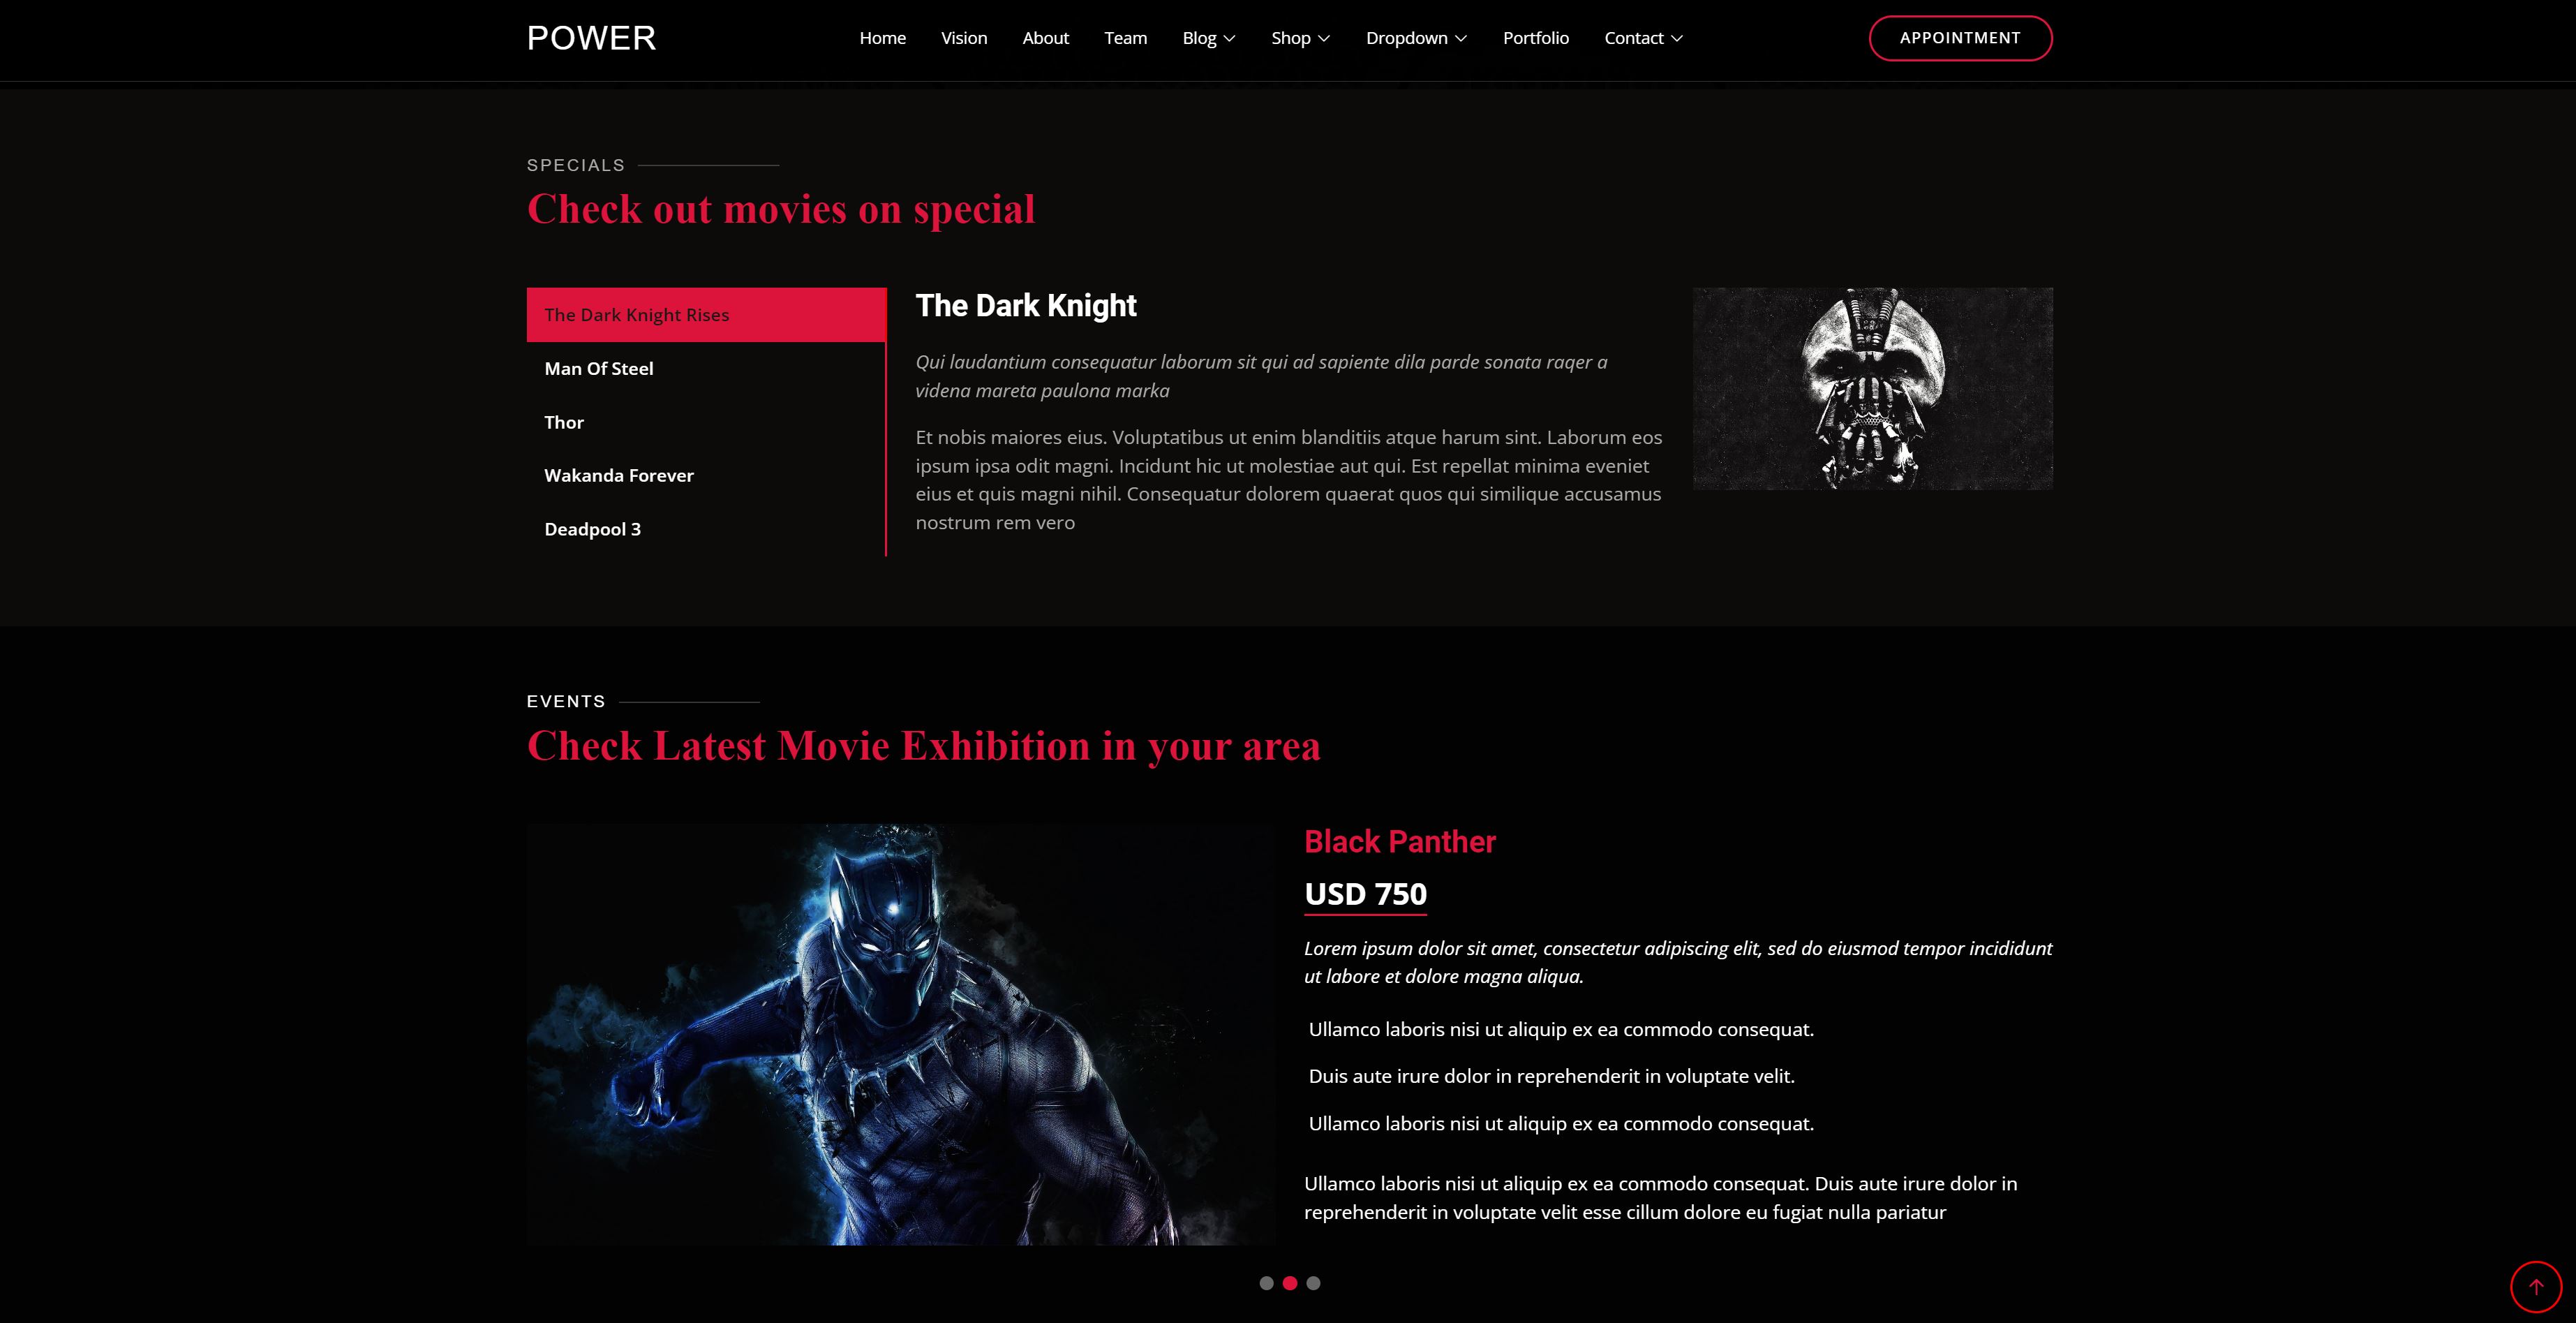 POWER
Home Vision About Team Blog Shop Dropdown Portfolio Contact
APPOINTMENT
SPECIALS
Check out movies on special
The Dark Knight Rises
Man Of Steel
Thor
Wakanda Forever
Deadpool 3
The Dark Knight
Qui laudantium consequatur laborum sit qui ad sapiente dila parde sonata raqer a
videna mareta paulona marka
Et nobis maiores eius. Voluptatibus ut enim blanditiis atque harum sint. Laborum eos
ipsum ipsa odit magni. Incidunt hic ut molestiae aut qui. Est repellat minima eveniet
eius et quis magni nihil. Consequatur dolorem quaerat quos qui similique accusamus
nostrum rem vero
EVENTS
Check Latest Movie Exhibition in your area
Black Panther
USD 750
Lorem ipsum dolor sit amet, consectetur adipiscing elit, sed do eiusmod tempor incididunt
ut labore et dolore magna aliqua.
Ullamco laboris nisi ut aliquip ex ea commodo consequat.
Duis aute irure dolor in reprehenderit in voluptate velit.
Ullamco laboris nisi ut aliquip ex ea commodo consequat.
Ullamco laboris nisi ut aliquip ex ea commodo consequat. Duis aute irure dolor in
reprehenderit in voluptate velit esse cillum dolore eu fugiat nulla pariatur